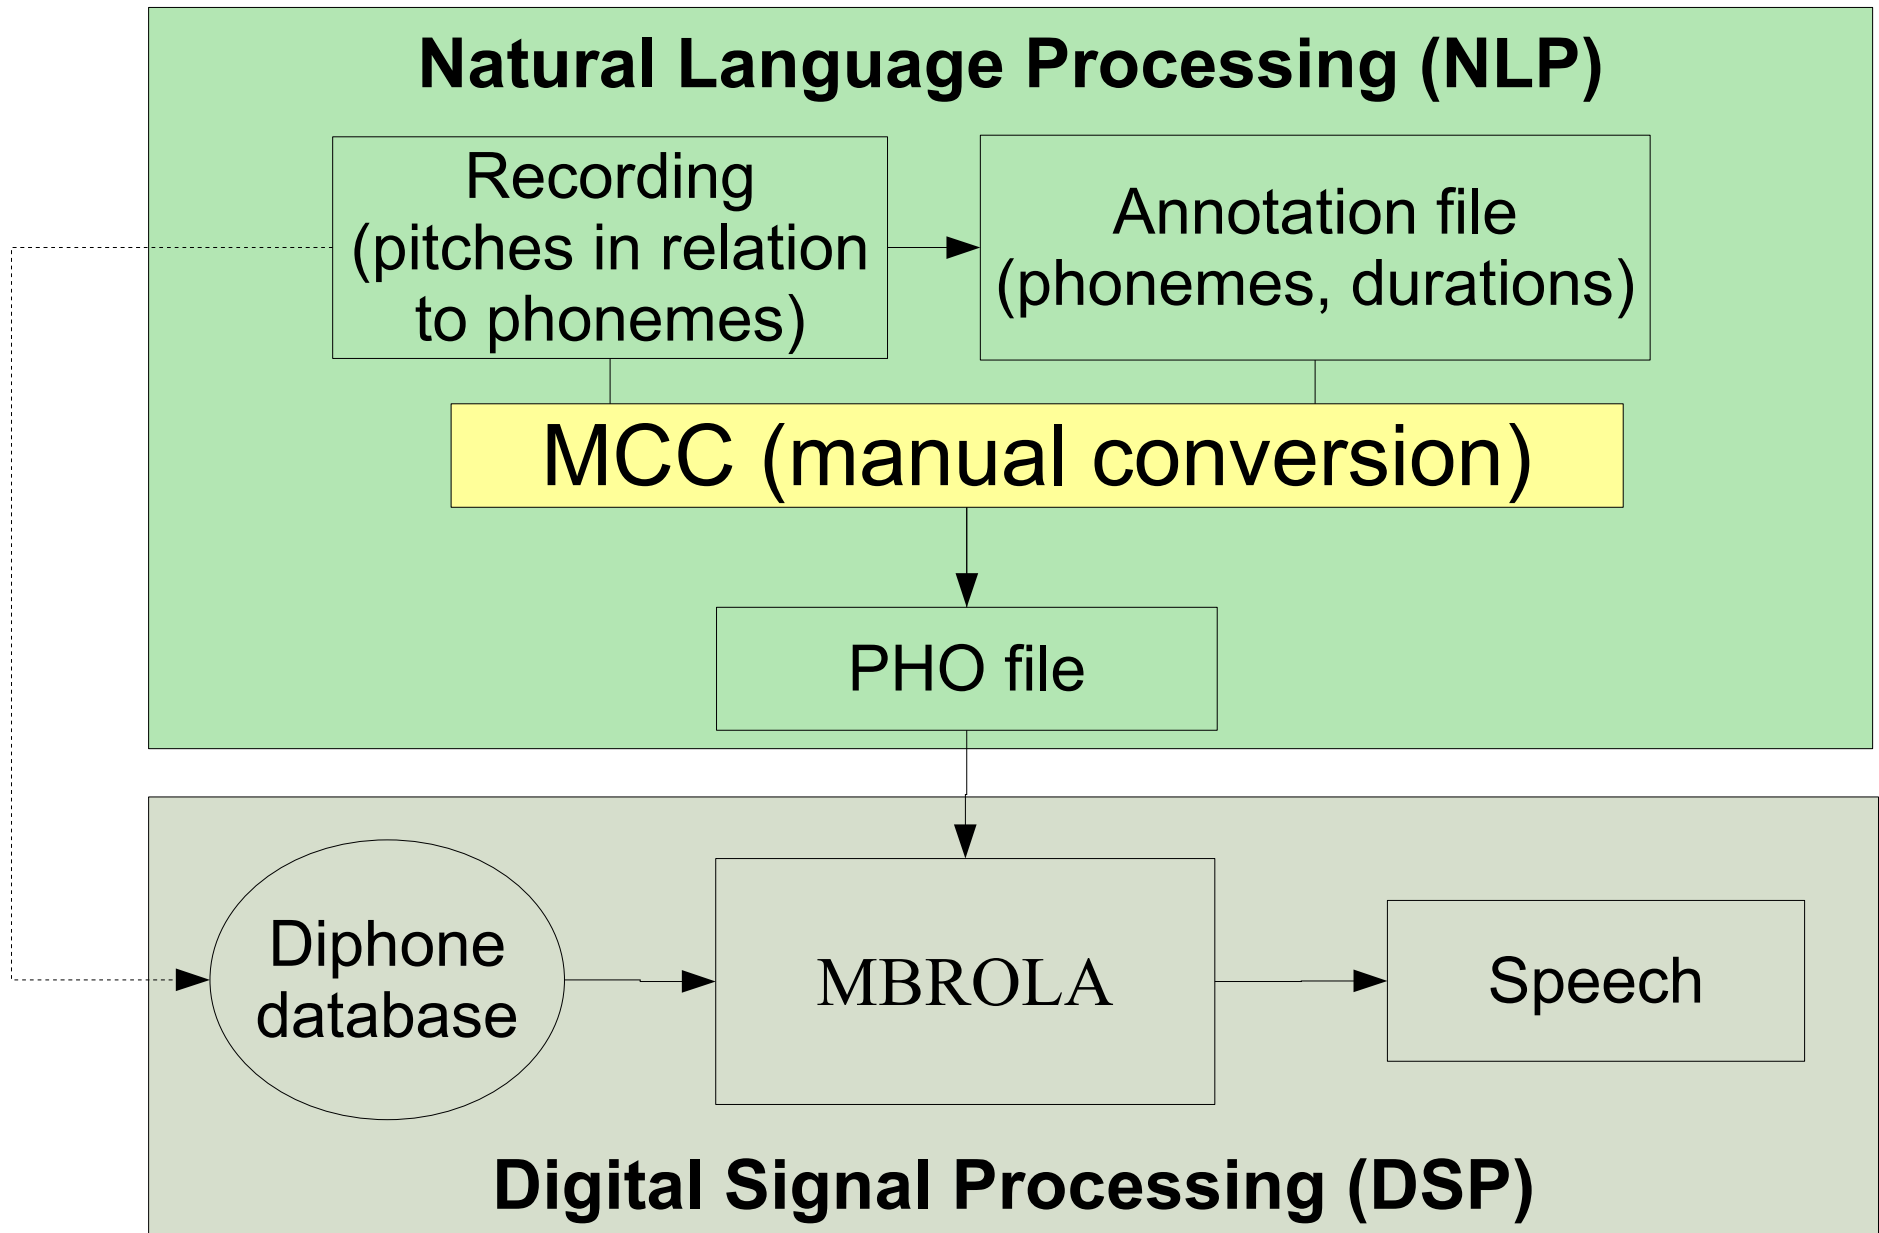 Natural Language Processing (NLP)
Recording
(pitches in relation
to phonemes)
Annotation file
(phonemes, durations)
MCC (manual conversion)
PHO file
Diphone
database
MBROLA
Speech
Digital Signal Processing (DSP)